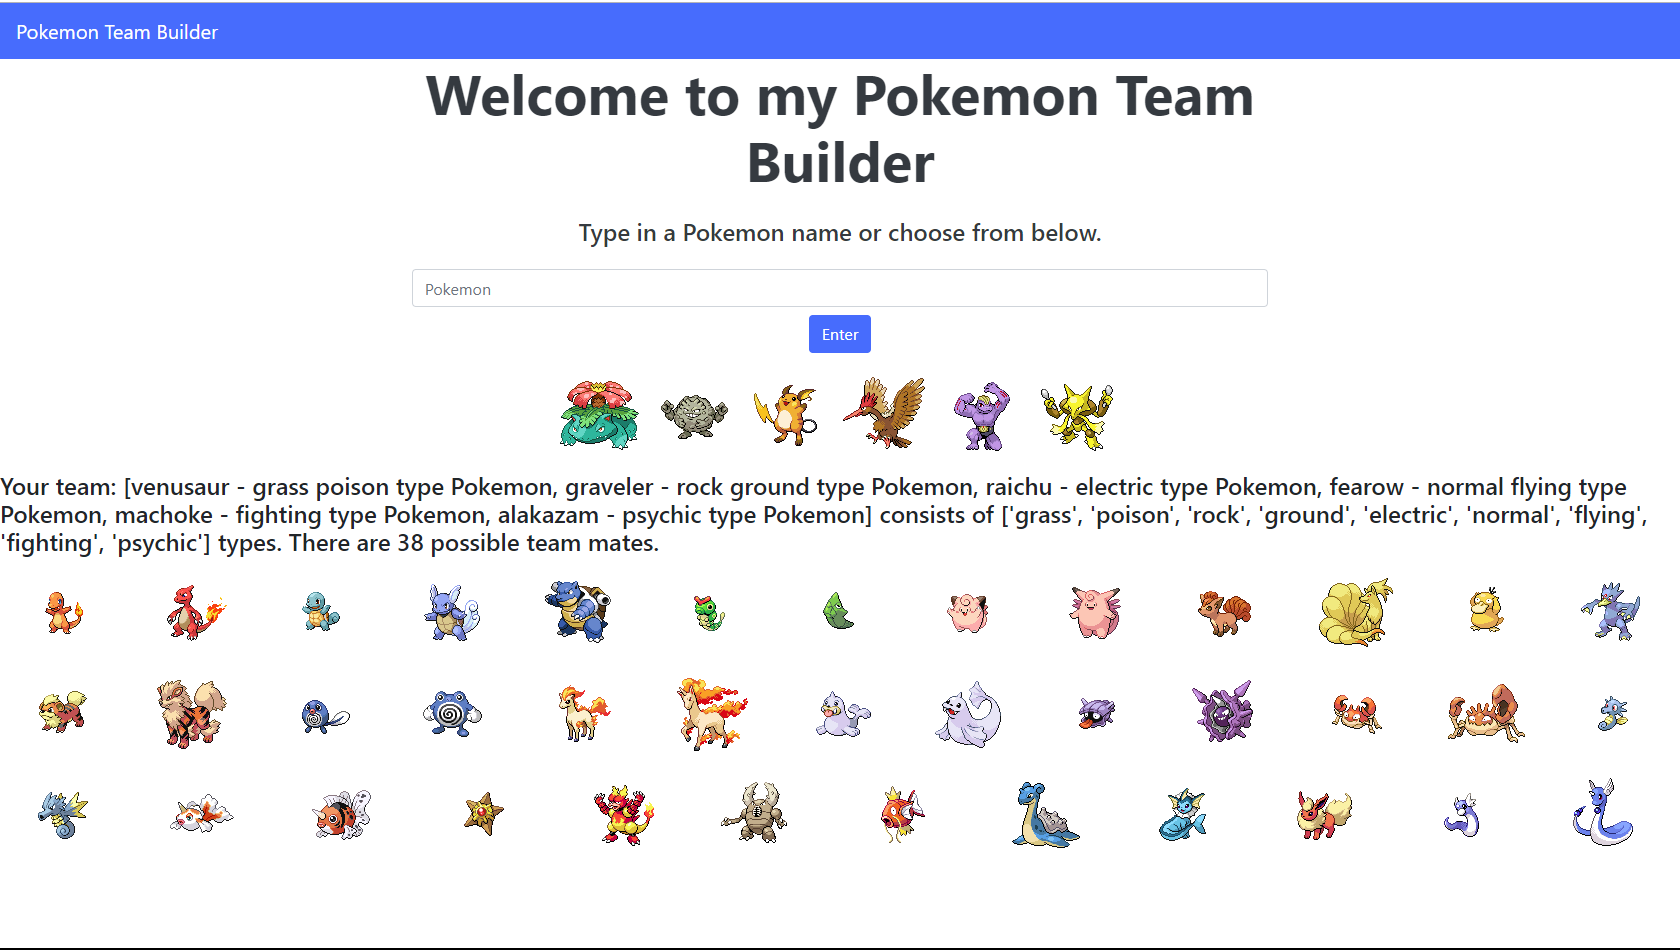 Pokemon Team Builder
Welcome to my Pokemon Team
Builder
Type in a Pokemon name or choose from below.
Pokemon
Enter
Your team: [venusaur - grass poison type Pokemon, graveler - rock ground type Pokemon, raichu - electric type Pokemon, fearow - normal flying type
Pokemon, machoke - fighting type Pokemon, alakazam - psychic type Pokemon] consists of ['grass', 'poison', 'rock', 'ground', 'electric', 'normal', 'flying',
'fighting', 'psychic'] types. There are 38 possible team mates.